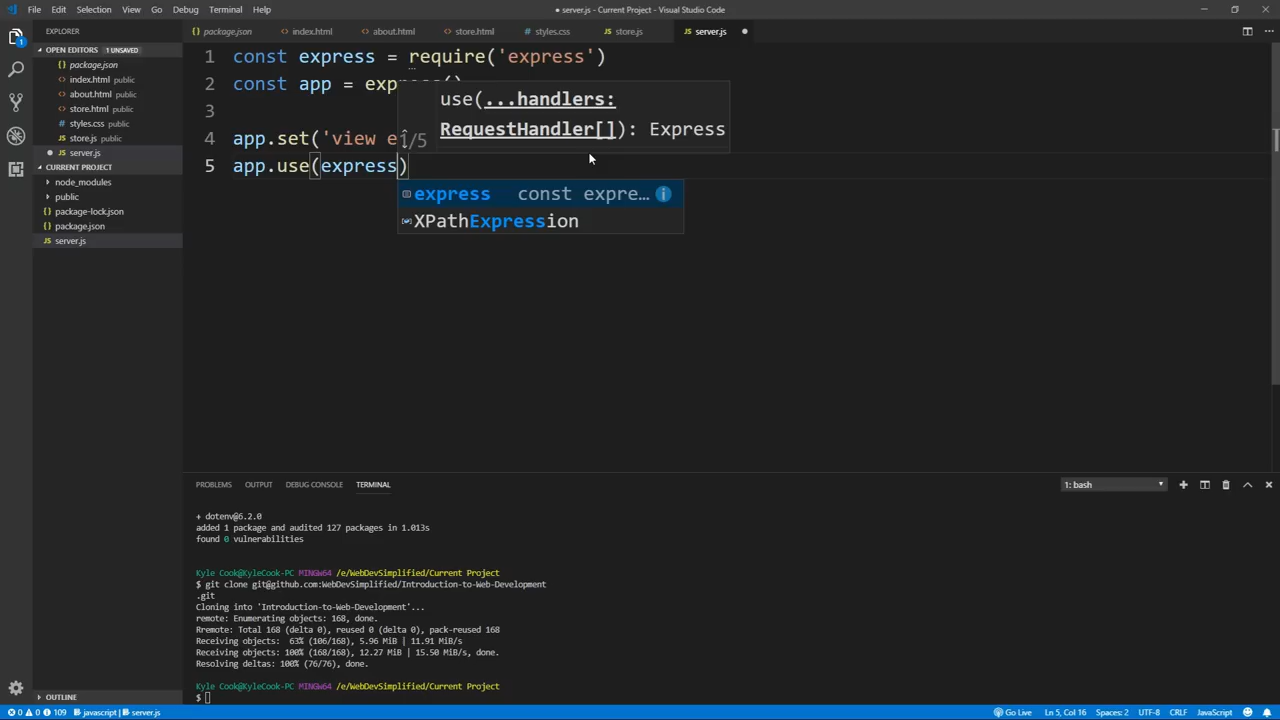 File Edit Selection View Go Debug Terminal Help
● server.js - Current Project - Visual Studio Code
EXPLORER
package.json index.html about.html store.html styles.css store.js server.js
OPEN EDITORS 1 UNSAVED
package.json
index.html public
about.html public
store.html public
styles.css public
store.js public
server.js
CURRENT PROJECT
node_modules
public
package-lock.json
package.json
server.js
OUTLINE
1 const express = require('express')
2 const app = express()
3
4 app.set('view e
5 app.use(express)
use(...handlers:
RequestHandler[]): Express
1/5
express const expre…
XPathExpression
PROBLEMS OUTPUT DEBUG CONSOLE TERMINAL
1: bash
+ dotenv@6.2.0
added 1 package and audited 127 packages in 1.013s
found 0 vulnerabilities
Kyle Cook@KyleCook-PC MINGW64 /e/WebDevSimplified/Current Project
$ git clone git@github.com:WebDevSimplified/Introduction-to-Web-Development
.git
Cloning into 'Introduction-to-Web-Development'...
remote: Enumerating objects: 168, done.
Rremote: Total 168 (delta 0), reused 0 (delta 0), pack-reused 168
Receiving objects: 63% (106/168), 5.96 MiB | 11.91 MiB/s
Receiving objects: 100% (168/168), 12.27 MiB | 15.50 MiB/s, done.
Resolving deltas: 100% (76/76), done.
Kyle Cook@KyleCook-PC MINGW64 /e/WebDevSimplified/Current Project
$
0 0 109 javascript | server.js
Go Live Ln 5, Col 16 Spaces: 2 UTF-8 CRLF JavaScript